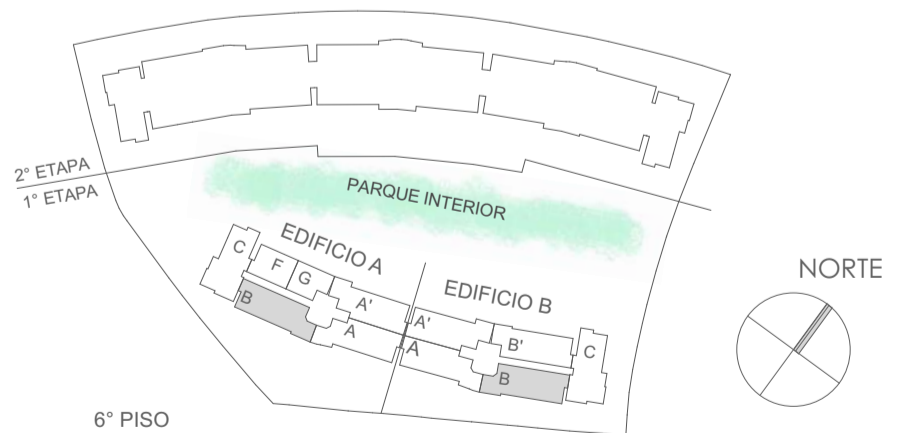 2° ETAPA
1° ETAPA
PARQUE INTERIOR
EDIFICIO A
C
F
G
B
A'
A
EDIFICIO B
A'
A
B'
C
B
NORTE
6° PISO